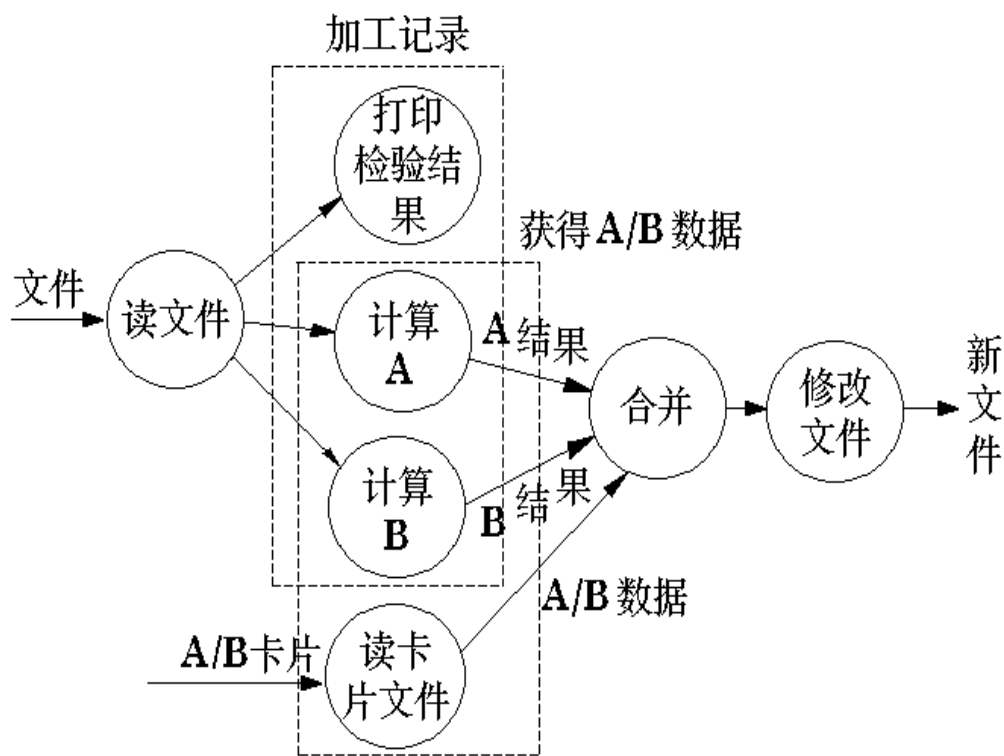 加工记录
打印
检验结
果
获得A/B数据
文件
读文件
计算
A
A结果
合并
修改
文件
新
文
件
计算
B
B结果
A/B数据
A/B卡片
读卡
片文件